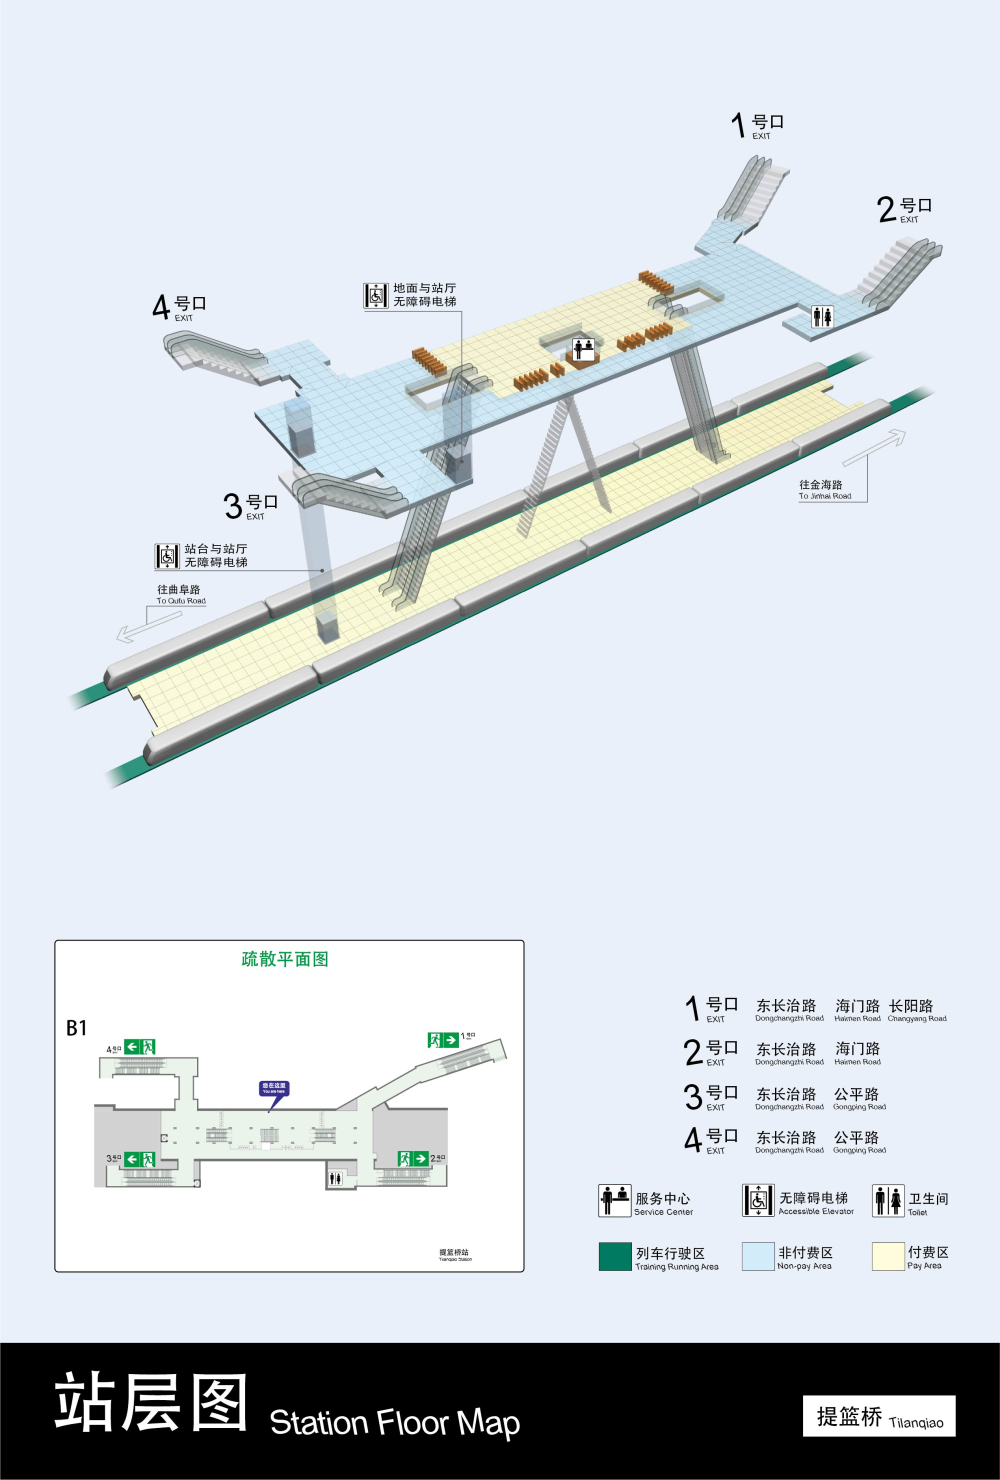 1 号口
EXIT
2 号口
EXIT
地面与站厅
无障碍电梯
4 号口
EXIT
往金海路
To Jinhai Road
3 号口
EXIT
站台与站厅
无障碍电梯
往曲阜路
To Qufu Road
疏散平面图
B1
4号口
1号口
您在这里
You are here
3号口
2号口
提篮桥站
Tilanqiao Station
1 号口 东长治路 海门路 长阳路
EXIT Dongchangzhi Road Haimen Road Changyang Road
2 号口 东长治路 海门路
EXIT Dongchangzhi Road Haimen Road
3 号口 东长治路 公平路
EXIT Dongchangzhi Road Gongping Road
4 号口 东长治路 公平路
EXIT Dongchangzhi Road Gongping Road
服务中心 无障碍电梯 卫生间
Service Center Accessible Elevator Toilet
列车行驶区 非付费区 付费区
Training Running Area Non-pay Area Pay Area
站层图 Station Floor Map
提篮桥 Tilanqiao